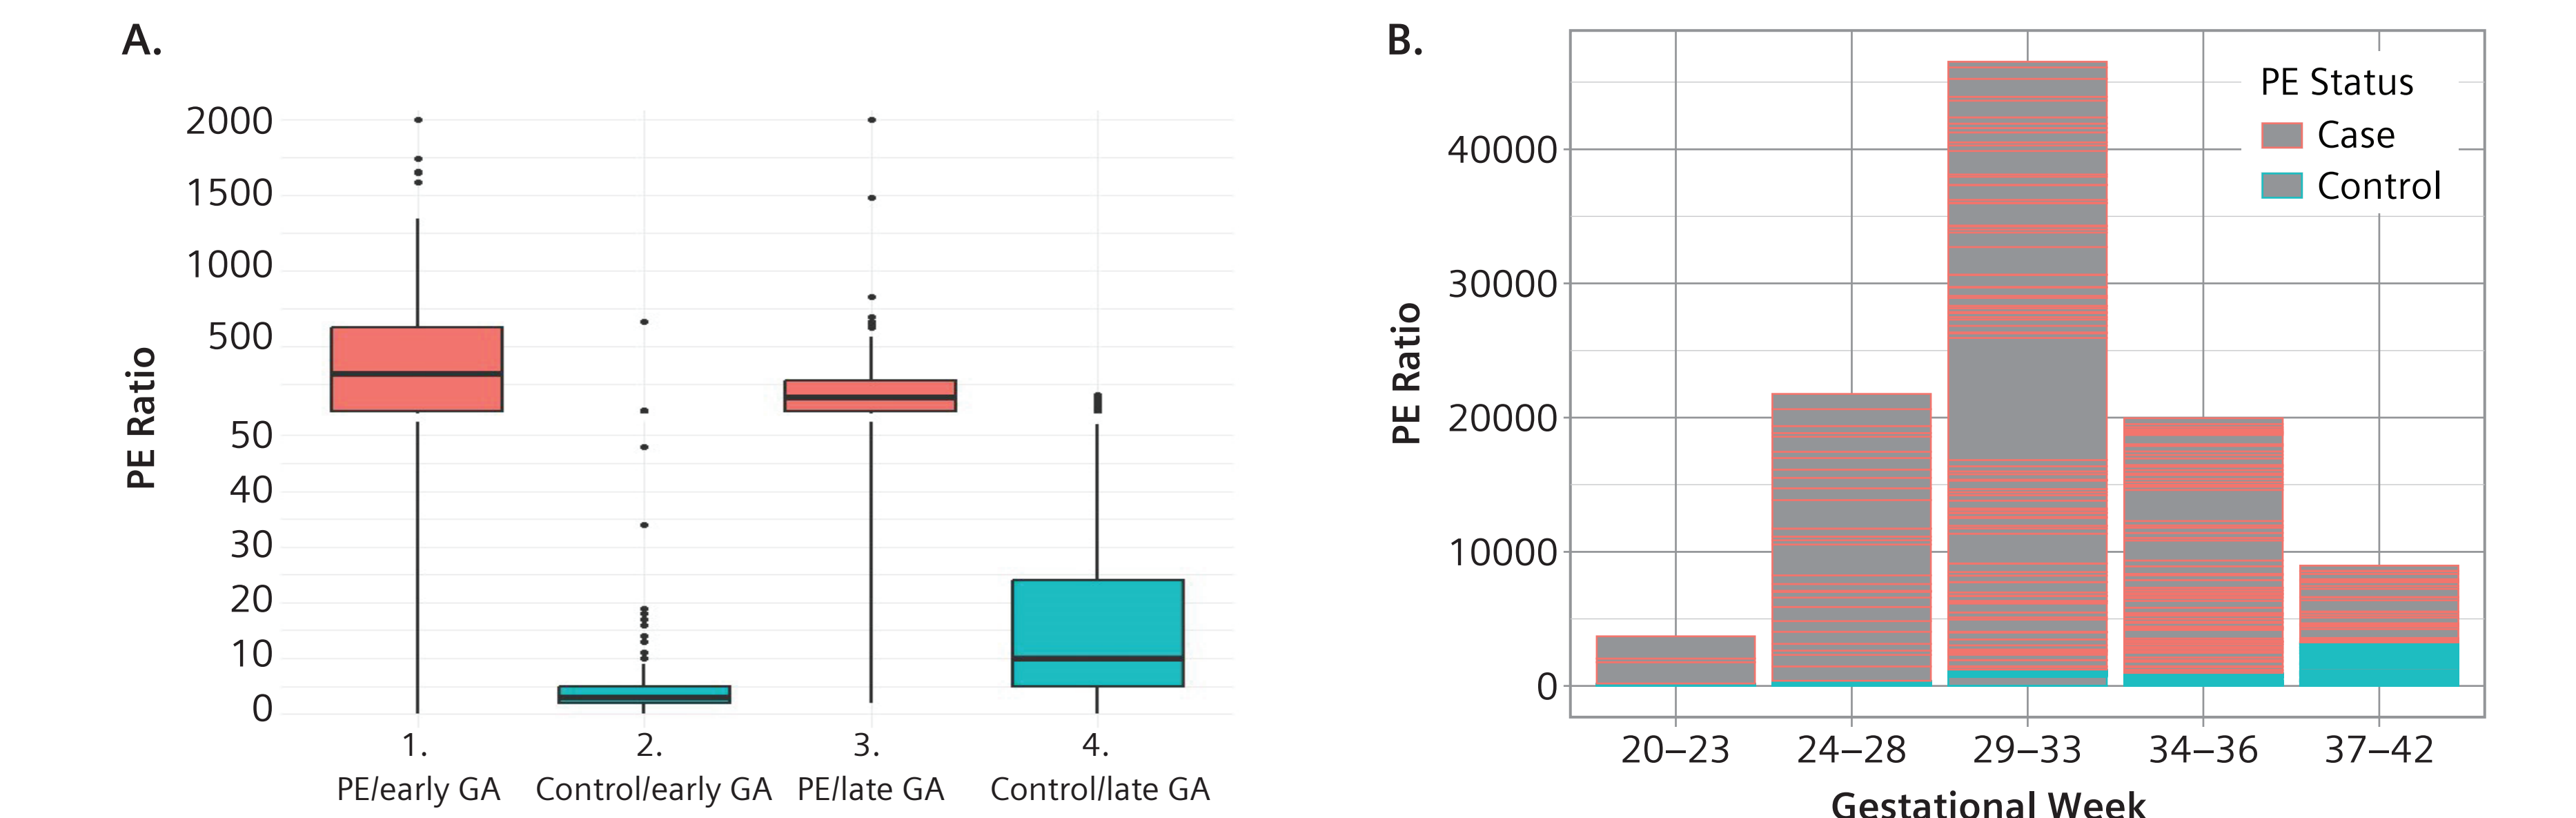 A.
PE Ratio
2000
1500
1000
500
50
40
30
20
10
0
1.
2.
3.
4.
PE/early GA
Control/early GA
PE/late GA
Control/late GA
B.
PE Ratio
40000
30000
20000
10000
0
PE Status
Case
Control
20–23
24–28
29–33
34–36
37–42
Gestational Week